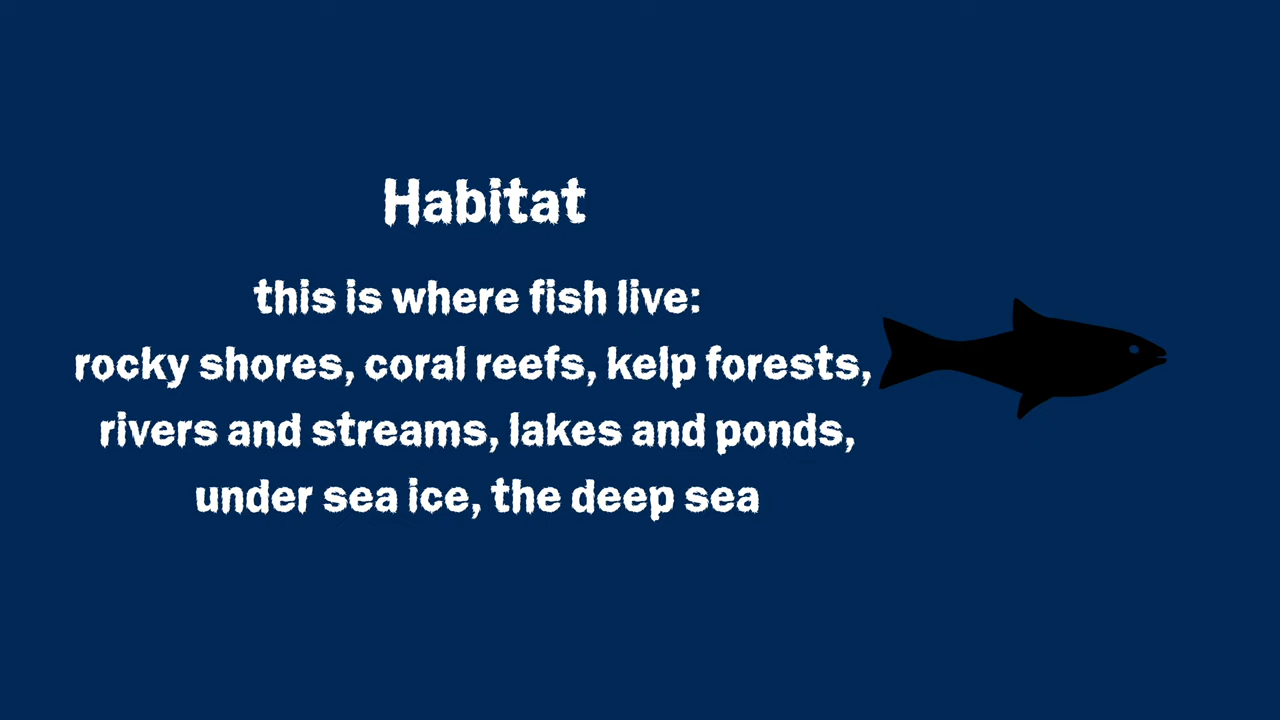 Habitat
this is where fish live:
rocky shores, coral reefs, kelp forests,
rivers and streams, lakes and ponds,
under sea ice, the deep sea